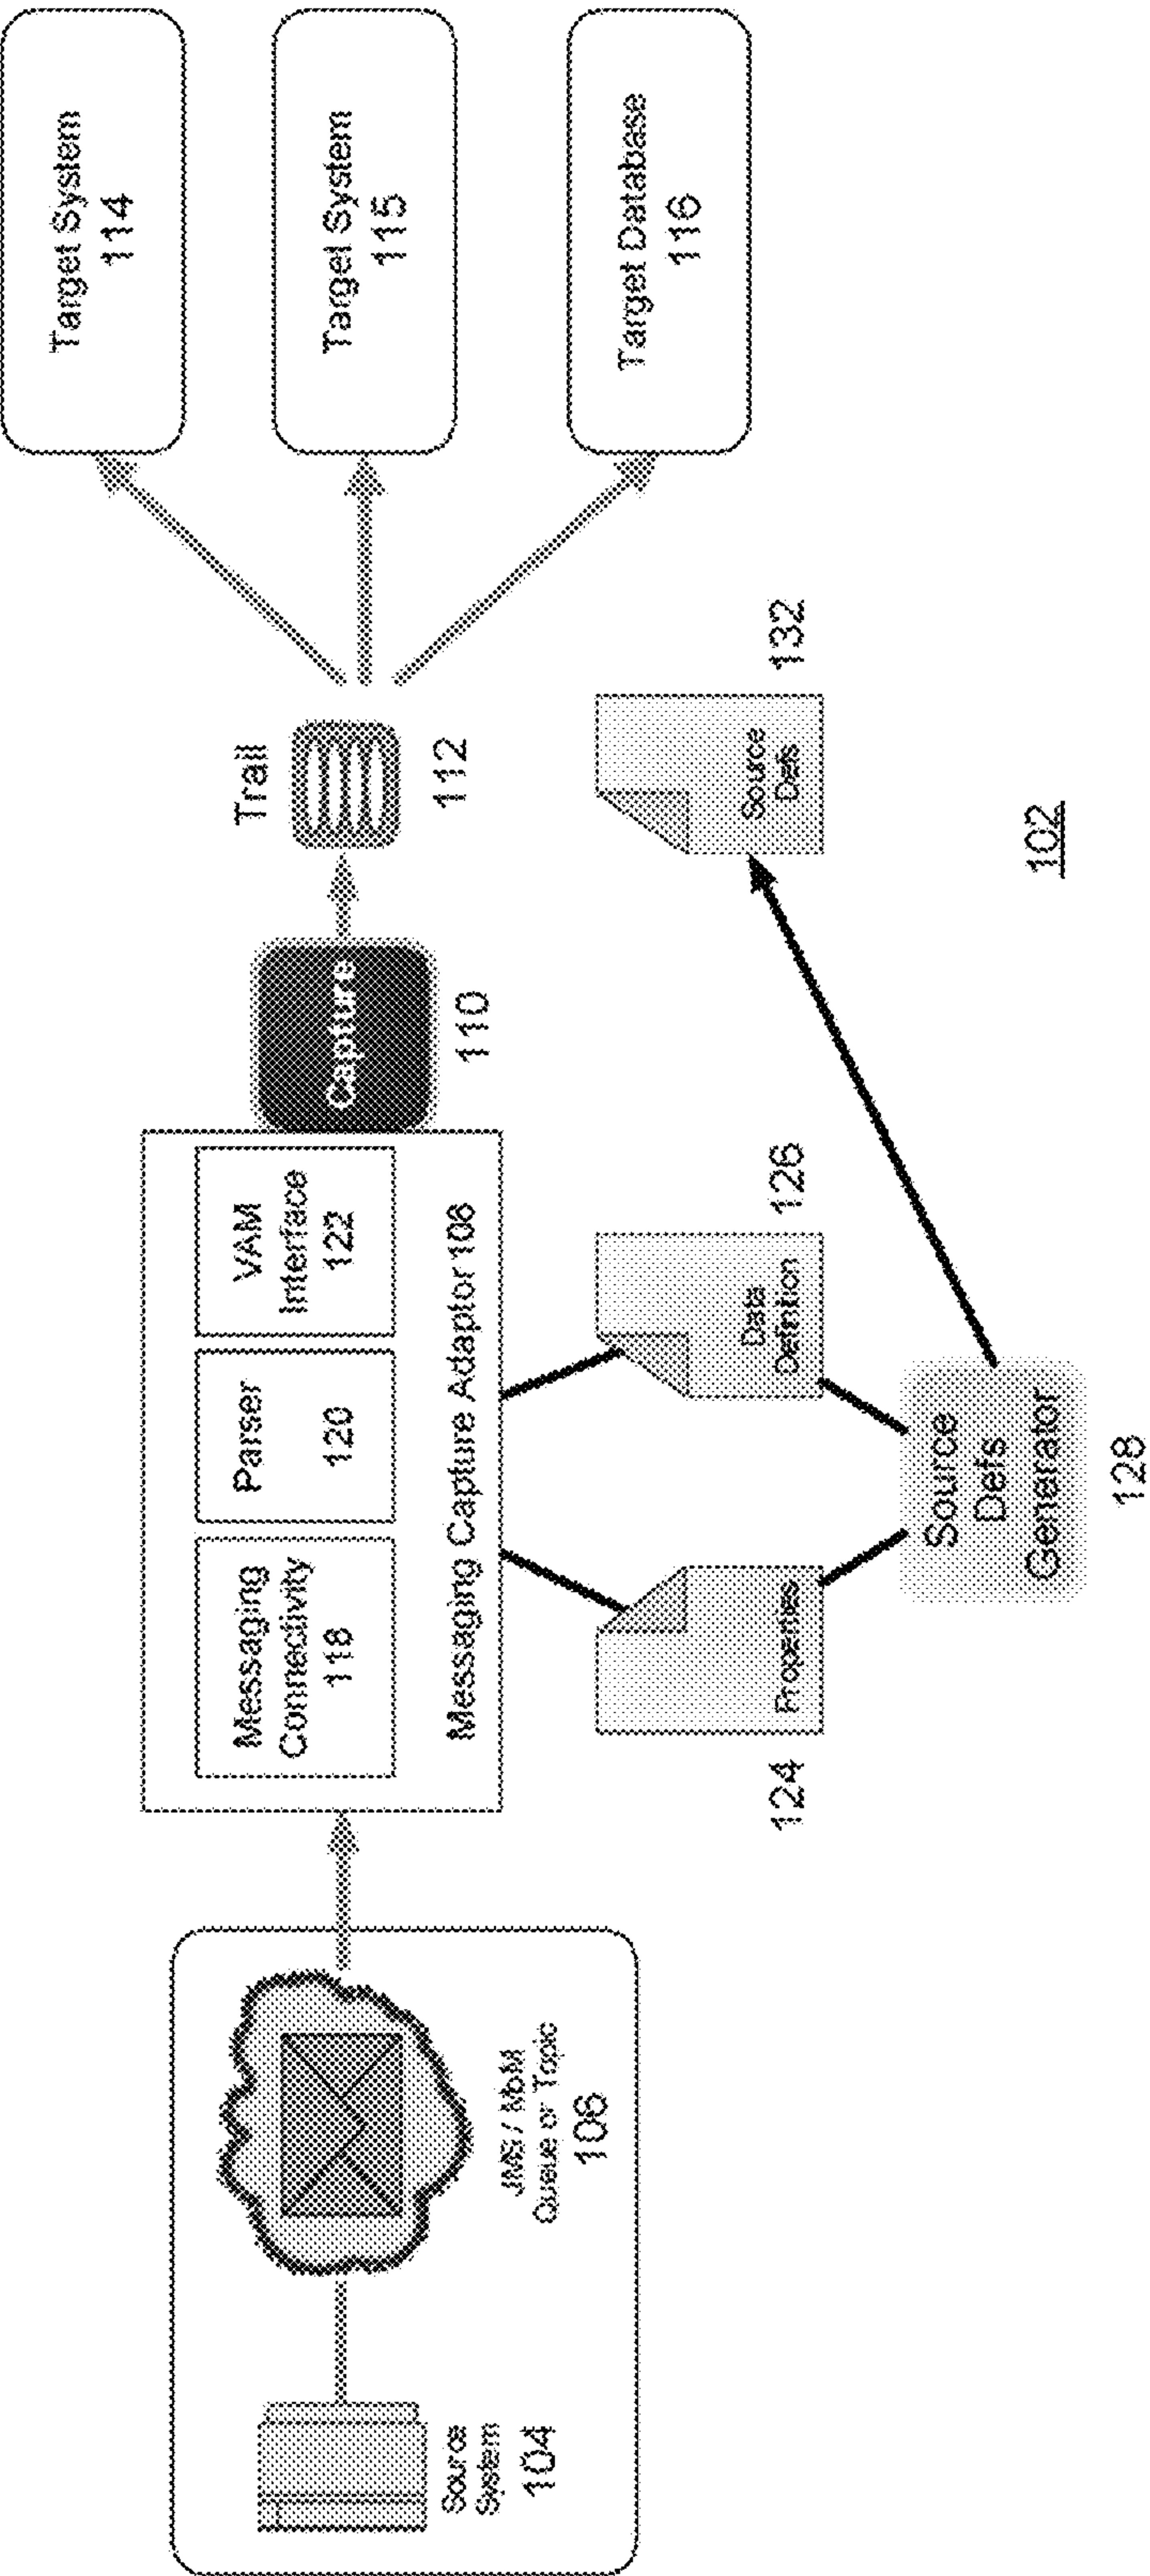 Source
System
104
JMS / MoM
Queue or Topic
106
Messaging
Connectivity
118
Parser
120
VAM
Interface
122
Messaging Capture Adaptor 108
Capture
110
Trail
112
Target System
114
Target System
115
Target Database
116
124
Properties
Data
Definition
126
Source
Defs
Generator
128
Source
Defs
132
102